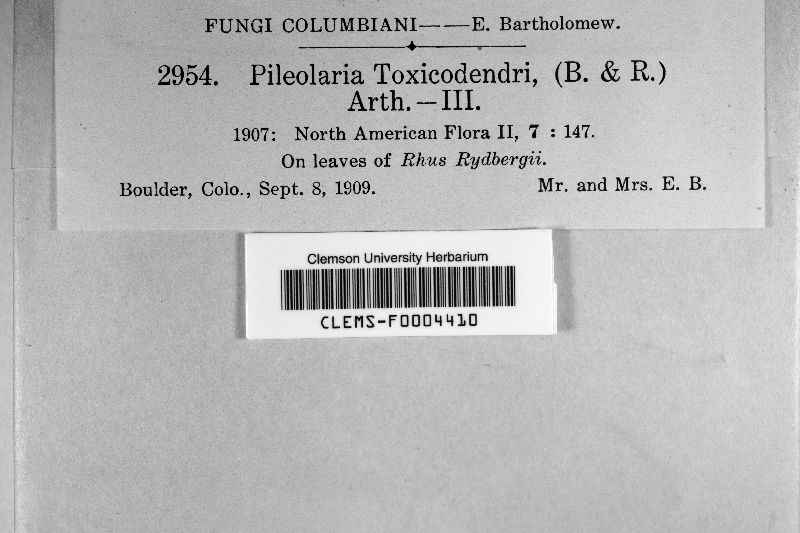 FUNGI COLUMBIANI——E. Bartholomew.
2954. Pileolaria Toxicodendri, (B. & R.)
Arth.—III.
1907: North American Flora II, 7 : 147.
On leaves of Rhus Rydbergii.
Boulder, Colo., Sept. 8, 1909. Mr. and Mrs. E. B.
Clemson University Herbarium
CLEMS-F0004410